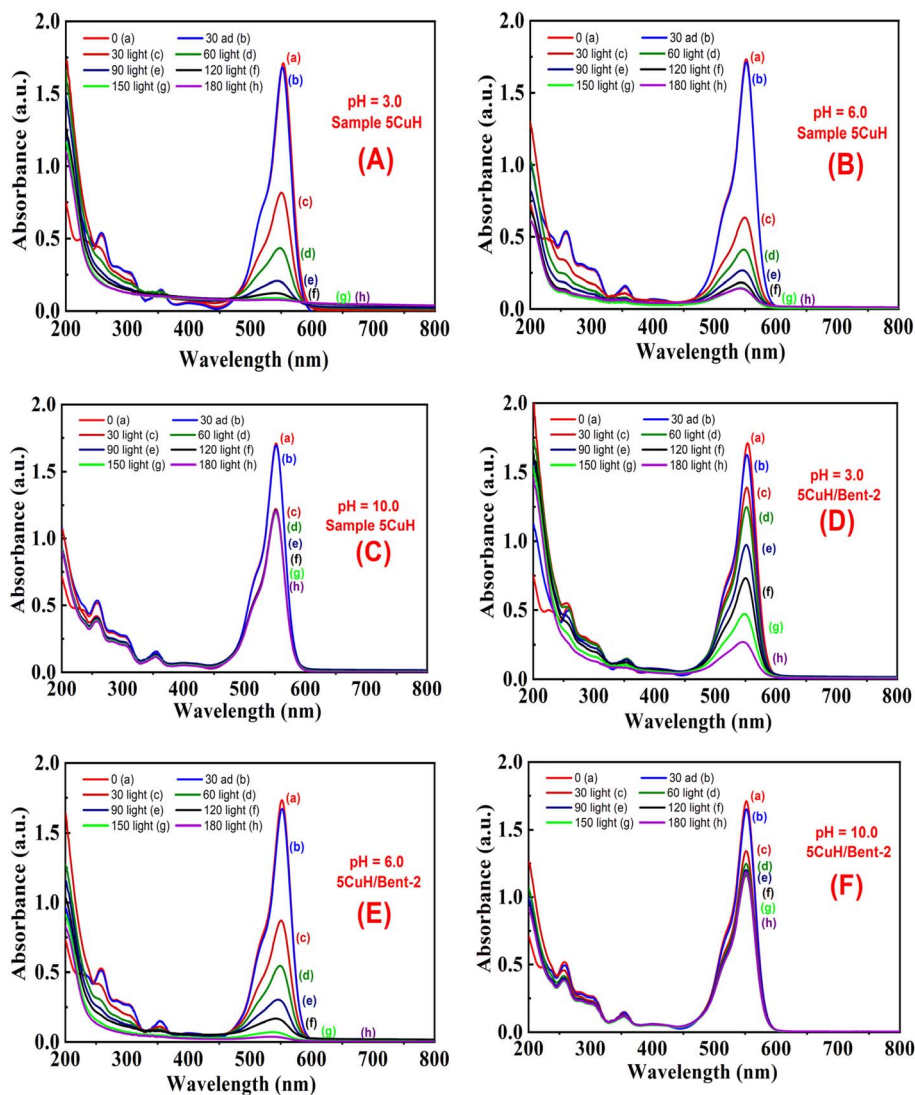 2.0
0 (a) 30 ad (b)
30 light (c) 60 light (d)
90 light (e) 120 light (f)
150 light (g) 180 light (h)
(a)
(b)
pH = 3.0
Sample 5CuH
(A)
1.5
1.0
(c)
0.5
(d)
(e)
(f)
(g) (h)
0.0
200 300 400 500 600 700 800
Wavelength (nm)
Absorbance (a.u.)
2.0
0 (a) 30 ad (b)
30 light (c) 60 light (d)
90 light (e) 120 light (f)
150 light (g) 180 light (h)
(a)
(b)
pH = 6.0
Sample 5CuH
(B)
1.5
1.0
(c)
0.5
(d)
(e)
(f)
(g) (h)
0.0
200 300 400 500 600 700 800
Wavelength (nm)
Absorbance (a.u.)
2.0
0 (a) 30 ad (b)
30 light (c) 60 light (d)
90 light (e) 120 light (f)
150 light (g) 180 light (h)
(a)
(b)
1.5
pH = 10.0
Sample 5CuH
(C)
(c)
(d)
(e)
(f)
(g)
(h)
1.0
0.5
0.0
200 300 400 500 600 700 800
Wavelength (nm)
Absorbance (a.u.)
2.0
0 (a) 30 ad (b)
30 light (c) 60 light (d)
90 light (e) 120 light (f)
150 light (g) 180 light (h)
(a)
(b)
1.5
pH = 3.0
5CuH/Bent-2
(D)
(c)
(d)
1.0
(e)
(f)
0.5
(g)
(h)
0.0
200 300 400 500 600 700 800
Wavelength (nm)
Absorbance (a.u.)
2.0
0 (a) 30 ad (b)
30 light (c) 60 light (d)
90 light (e) 120 light (f)
150 light (g) 180 light (h)
(a)
(b)
1.5
pH = 6.0
5CuH/Bent-2
(E)
1.0
(c)
0.5
(d)
(e)
(f)
(g) (h)
0.0
200 300 400 500 600 700 800
Wavelength (nm)
Absorbance (a.u.)
2.0
0 (a) 30 ad (b)
30 light (c) 60 light (d)
90 light (e) 120 light (f)
150 light (g) 180 light (h)
(a)
(b)
1.5
pH = 10.0
5CuH/Bent-2
(F)
(c)
(d)
(e)
(f)
(g)
(h)
1.0
0.5
0.0
200 300 400 500 600 700 800
Wavelength (nm)
Absorbance (a.u.)